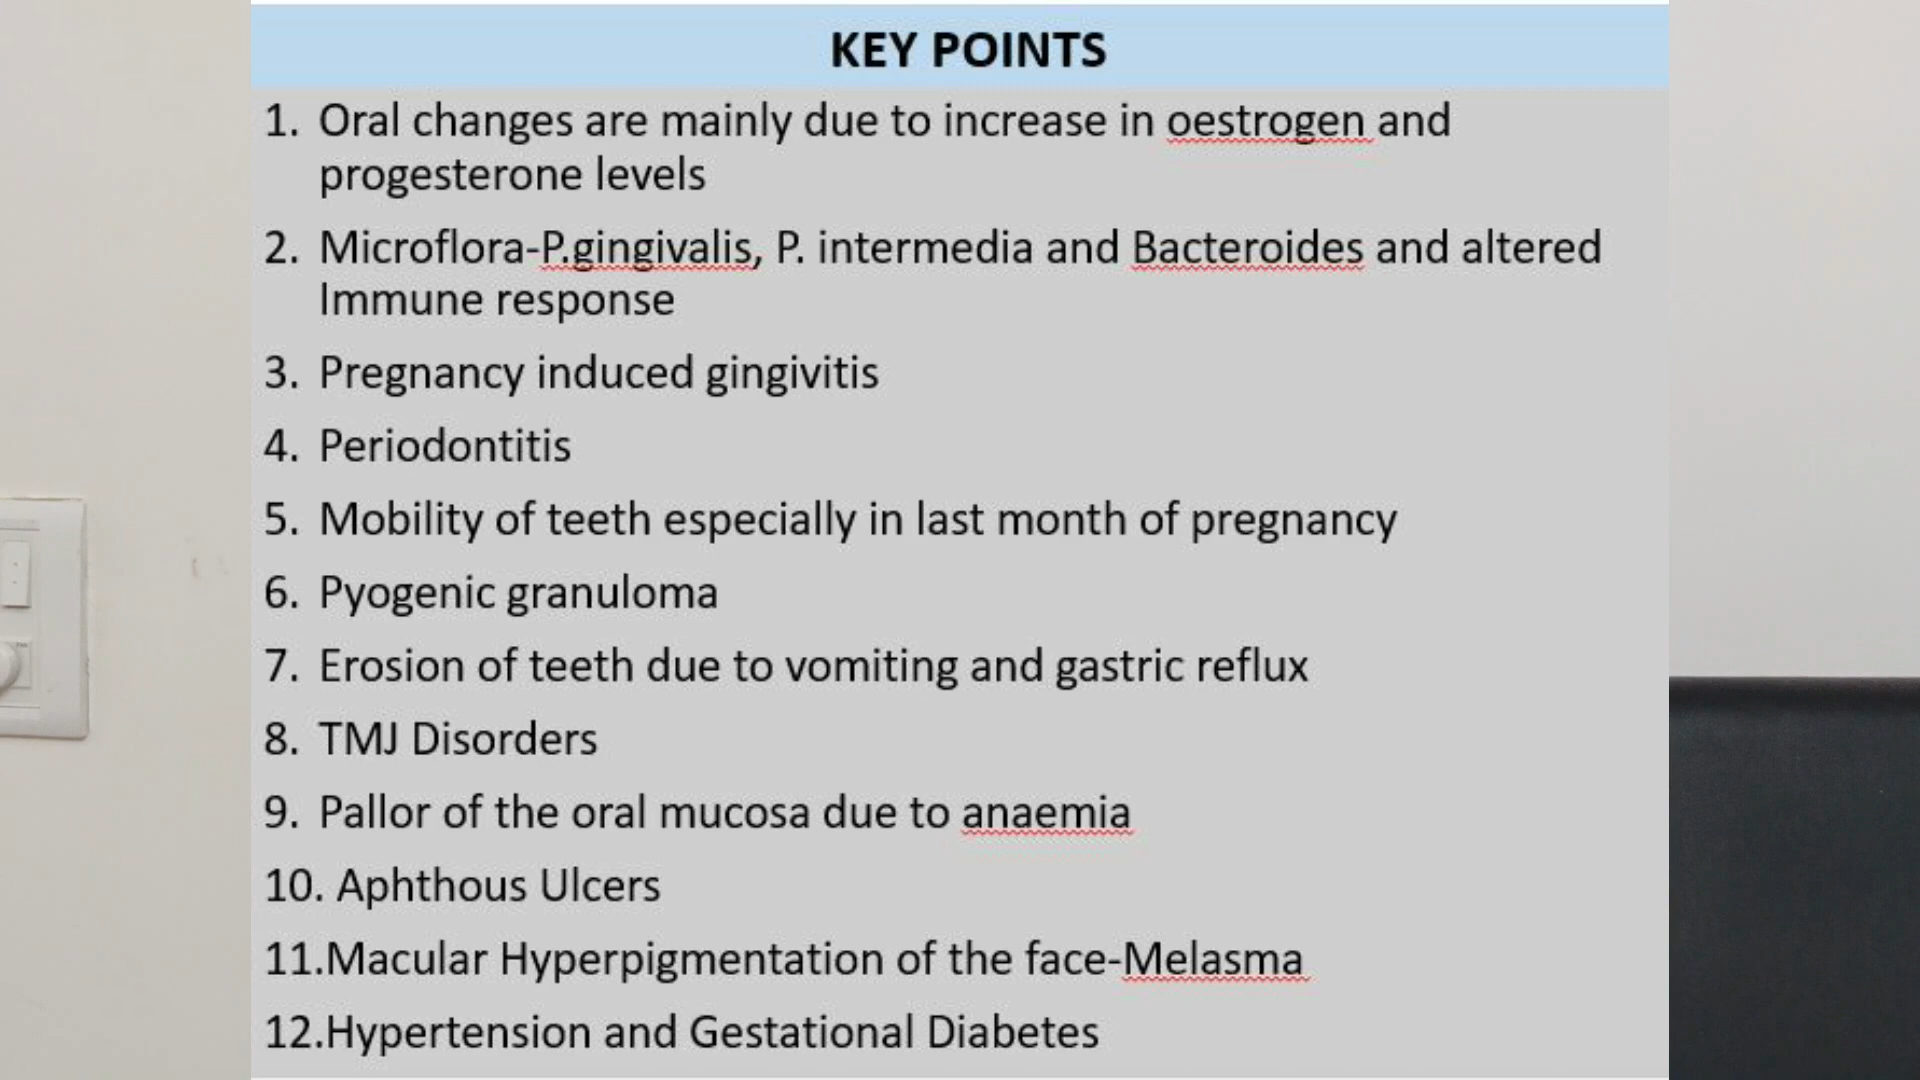 KEY POINTS
1. Oral changes are mainly due to increase in oestrogen and
progesterone levels
2. Microflora-P.gingivalis, P. intermedia and Bacteroides and altered
Immune response
3. Pregnancy induced gingivitis
4. Periodontitis
5. Mobility of teeth especially in last month of pregnancy
6. Pyogenic granuloma
7. Erosion of teeth due to vomiting and gastric reflux
8. TMJ Disorders
9. Pallor of the oral mucosa due to anaemia
10. Aphthous Ulcers
11.Macular Hyperpigmentation of the face-Melasma
12.Hypertension and Gestational Diabetes